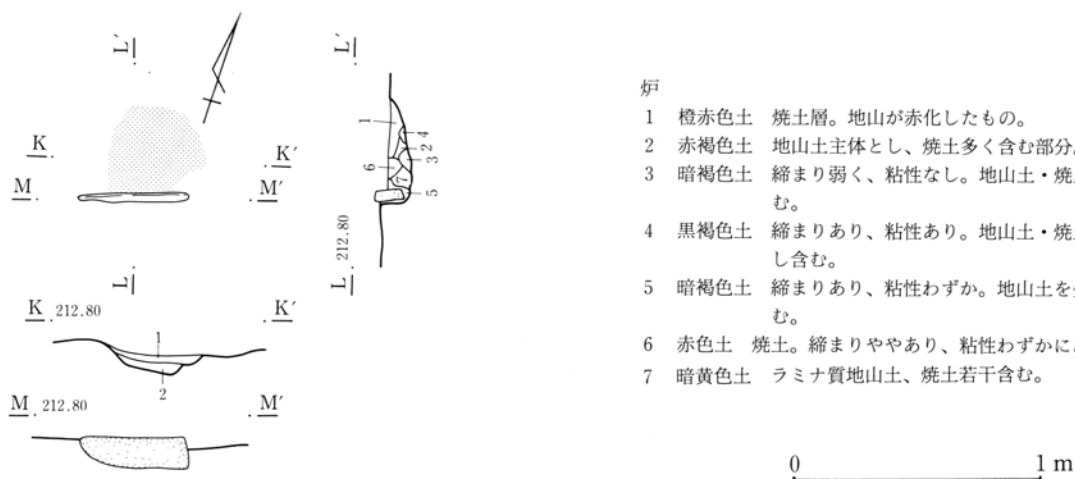 L′
L′
K
K′
M
M′
1
4
2
3
6
7
5
L
L 212.80
K 212.80
K′
1
2
M 212.80
M′
炉
1 橙赤色土 焼土層。地山が赤化したもの。
2 赤褐色土 地山土主体とし、焼土多く含む部分
3 暗褐色土 締まり弱く、粘性なし。地山土・焼
む。
4 黒褐色土 締まりあり、粘性あり。地山土・焼
し含む。
5 暗褐色土 締まりあり、粘性わずか。地山土を
む。
6 赤色土 焼土。締まりややあり、粘性わずかに
7 暗黄色土 ラミナ質地山土、焼土若干含む。
0 1 m